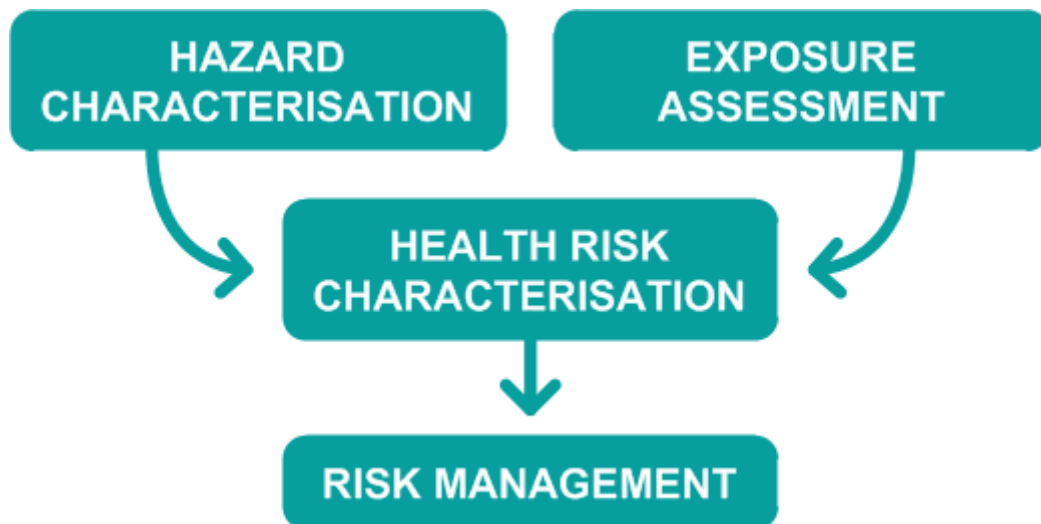 HAZARD
CHARACTERISATION
EXPOSURE
ASSESSMENT
HEALTH RISK
CHARACTERISATION
RISK MANAGEMENT